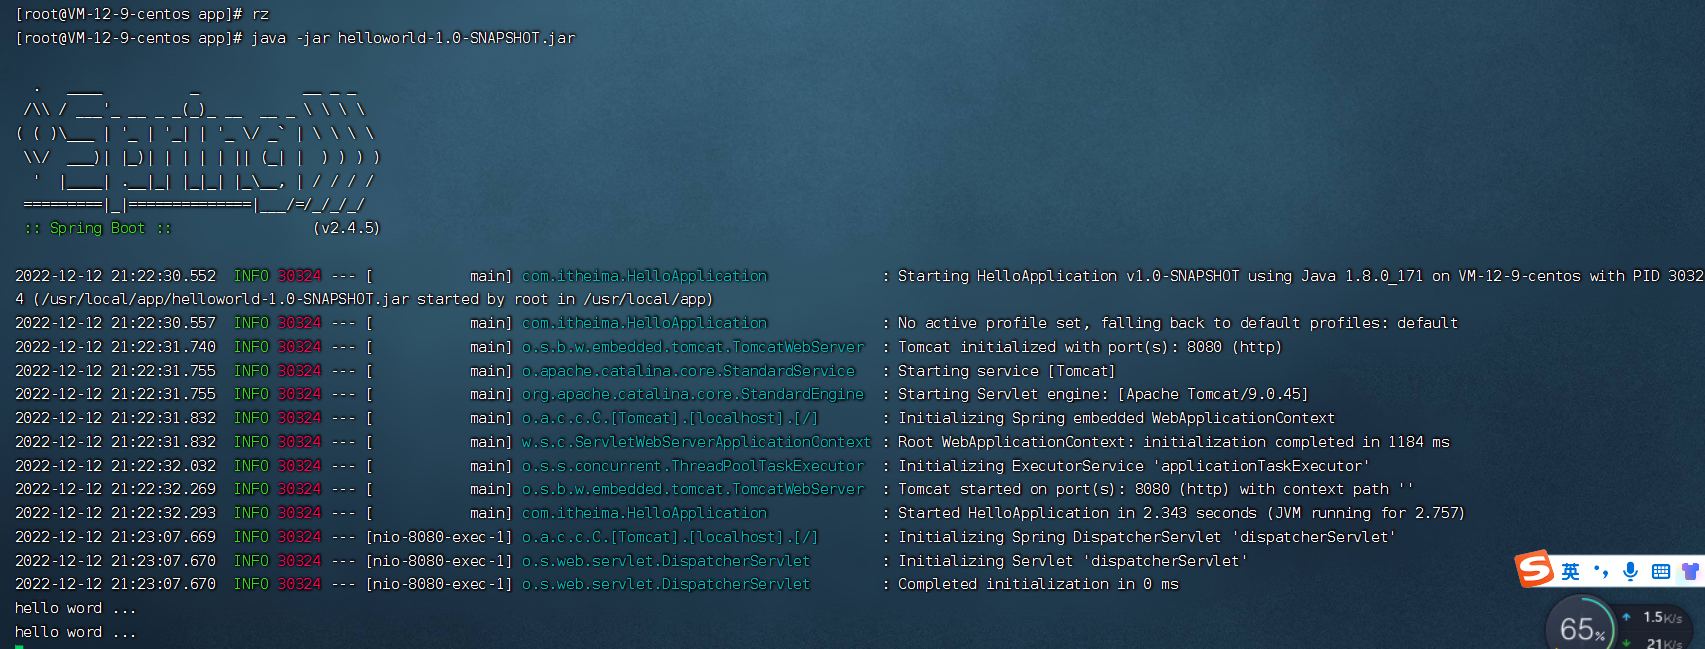 [root@VM-12-9-centos app]# rz
[root@VM-12-9-centos app]# java -jar helloworld-1.0-SNAPSHOT.jar
  .   ____          _            __ _ _
 /\\ / ___'_ __ _ _(_)_ __  __ _ \ \ \ \
( ( )\___ | '_ | '_| | '_ \/ _` | \ \ \ \
 \\/  ___)| |_)| | | | | || (_| |  ) ) ) )
  '  |____| .__|_| |_|_| |_\__, | / / / /
 =========|_|==============|___/=/_/_/_/
 :: Spring Boot ::                (v2.4.5)
2022-12-12 21:22:30.552  INFO 30324 --- [           main] com.itheima.HelloApplication             : Starting HelloApplication v1.0-SNAPSHOT using Java 1.8.0_171 on VM-12-9-centos with PID 3032
4 (/usr/local/app/helloworld-1.0-SNAPSHOT.jar started by root in /usr/local/app)
2022-12-12 21:22:30.557  INFO 30324 --- [           main] com.itheima.HelloApplication             : No active profile set, falling back to default profiles: default
2022-12-12 21:22:31.740  INFO 30324 --- [           main] o.s.b.w.embedded.tomcat.TomcatWebServer  : Tomcat initialized with port(s): 8080 (http)
2022-12-12 21:22:31.755  INFO 30324 --- [           main] o.apache.catalina.core.StandardService   : Starting service [Tomcat]
2022-12-12 21:22:31.755  INFO 30324 --- [           main] org.apache.catalina.core.StandardEngine  : Starting Servlet engine: [Apache Tomcat/9.0.45]
2022-12-12 21:22:31.832  INFO 30324 --- [           main] o.a.c.c.C.[Tomcat].[localhost].[/]       : Initializing Spring embedded WebApplicationContext
2022-12-12 21:22:31.832  INFO 30324 --- [           main] w.s.c.ServletWebServerApplicationContext : Root WebApplicationContext: initialization completed in 1184 ms
2022-12-12 21:22:32.032  INFO 30324 --- [           main] o.s.s.concurrent.ThreadPoolTaskExecutor  : Initializing ExecutorService 'applicationTaskExecutor'
2022-12-12 21:22:32.269  INFO 30324 --- [           main] o.s.b.w.embedded.tomcat.TomcatWebServer  : Tomcat started on port(s): 8080 (http) with context path ''
2022-12-12 21:22:32.293  INFO 30324 --- [           main] com.itheima.HelloApplication             : Started HelloApplication in 2.343 seconds (JVM running for 2.757)
2022-12-12 21:23:07.669  INFO 30324 --- [nio-8080-exec-1] o.a.c.c.C.[Tomcat].[localhost].[/]       : Initializing Spring DispatcherServlet 'dispatcherServlet'
2022-12-12 21:23:07.670  INFO 30324 --- [nio-8080-exec-1] o.s.web.servlet.DispatcherServlet        : Initializing Servlet 'dispatcherServlet'
2022-12-12 21:23:07.670  INFO 30324 --- [nio-8080-exec-1] o.s.web.servlet.DispatcherServlet        : Completed initialization in 0 ms
hello word ...
hello word ...
英
65%
1.5K/s
21K/s